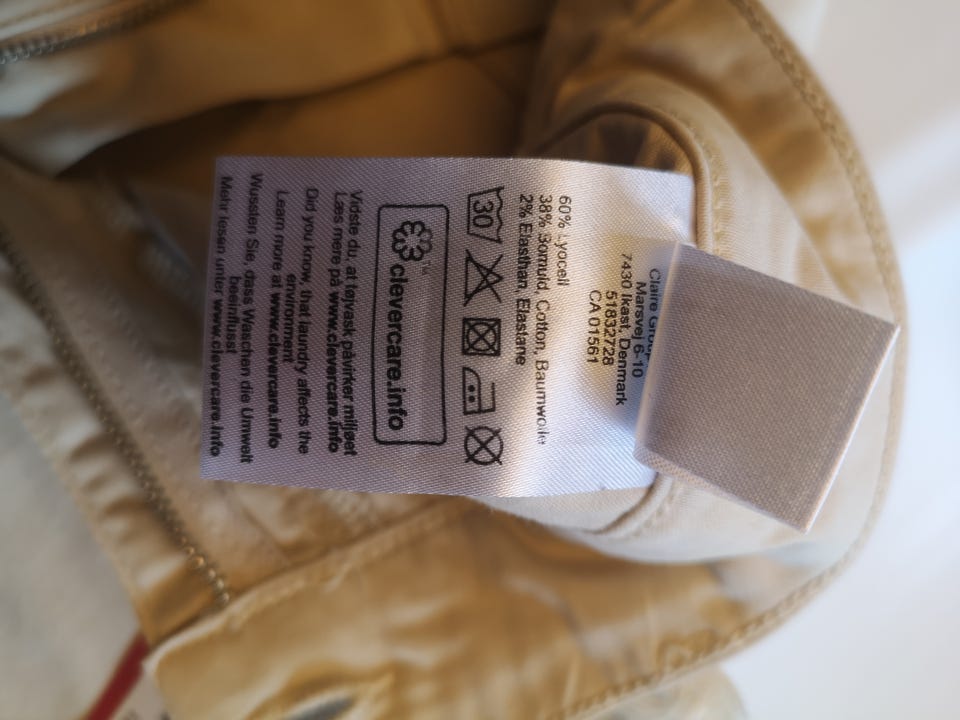 Claire Group
Marsvej 6-10
7430 Ikast, Denmark
51832728
CA 01561
60% Lyocell
38% Bomuld, Cotton, Baumwolle
2% Elasthan, Elastane
30
clevercare.info
TM
Vidste du, at tøjvask påvirker miljøet
Læs mere på www.clevercare.info
Did you know, that laundry affects the
environment
Learn more at www.clevercare.info
Wussten Sie, dass Waschen die Umwelt
beeinflusst
Mehr lesen unter www.clevercare.info